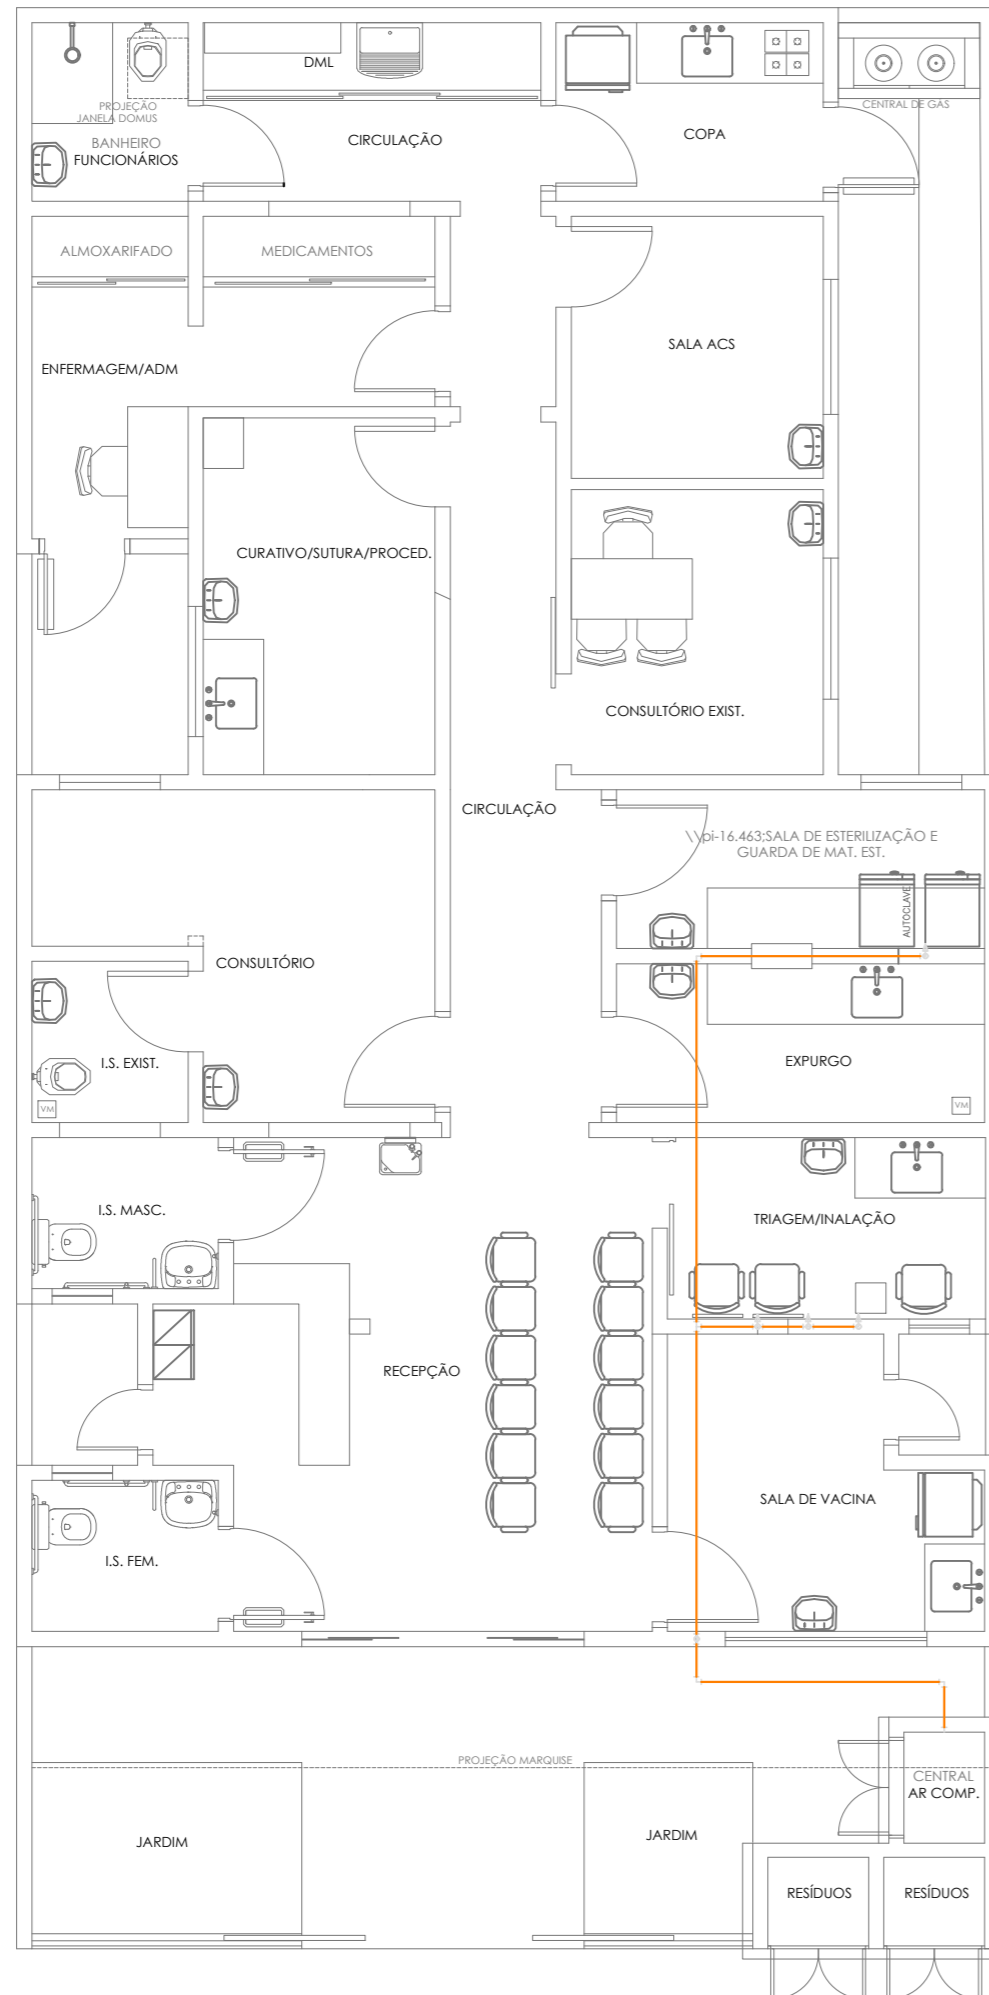 DML
PROJEÇÃO
JANELA DOMUS
CENTRAL DE GÁS
BANHEIRO
FUNCIONÁRIOS
CIRCULAÇÃO
COPA
ALMOXARIFADO
MEDICAMENTOS
SALA ACS
ENFERMAGEM/ADM
CURATIVO/SUTURA/PROCED.
CONSULTÓRIO EXIST.
CIRCULAÇÃO
\\pi-16.463;SALA DE ESTERILIZAÇÃO E
GUARDA DE MAT. EST.
AUTOCLAVE
CONSULTÓRIO
I.S. EXIST.
EXPURGO
VM
VM
I.S. MASC.
TRIAGEM/INALAÇÃO
RECEPÇÃO
SALA DE VACINA
I.S. FEM.
PROJEÇÃO MARQUISE
CENTRAL
AR COMP.
JARDIM
JARDIM
RESÍDUOS
RESÍDUOS